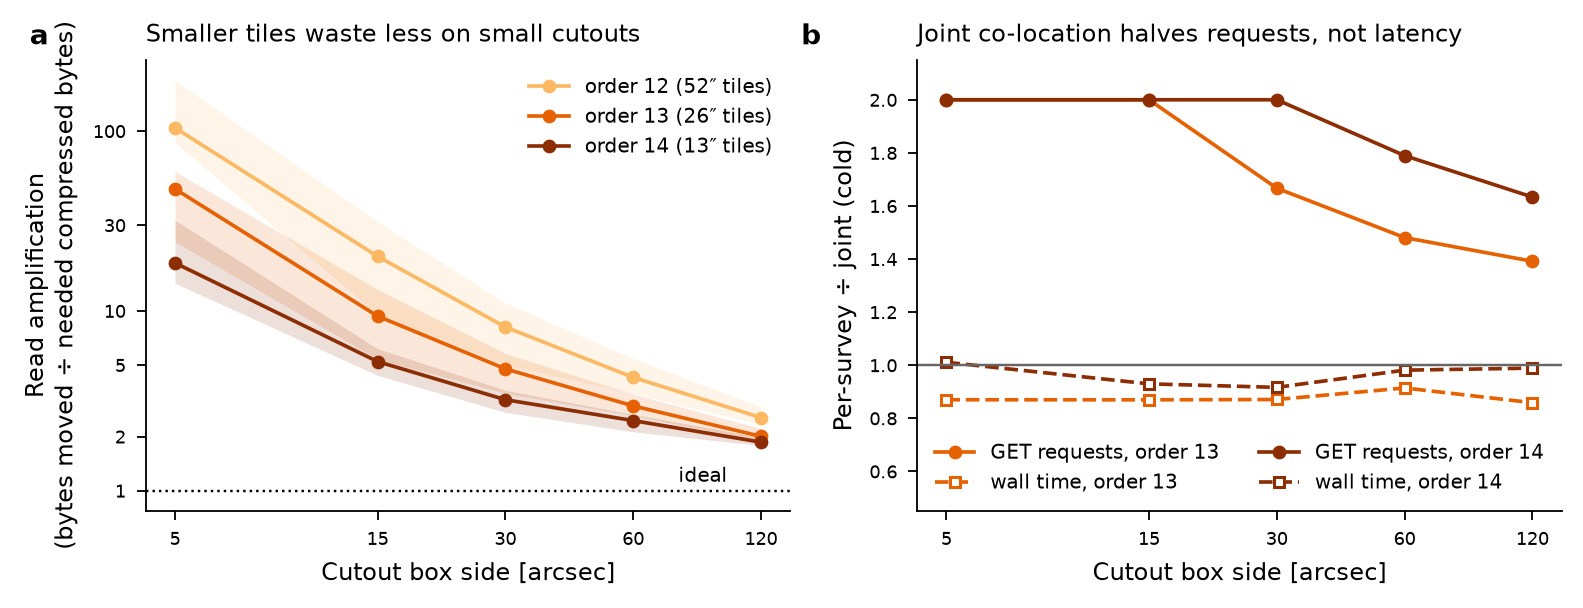 a
Smaller tiles waste less on small cutouts
Read amplification
(bytes moved ÷ needed compressed bytes)
100
30
10
5
2
1
order 12 (52″ tiles)
order 13 (26″ tiles)
order 14 (13″ tiles)
ideal
5 15 30 60 120
Cutout box side [arcsec]
b
Joint co-location halves requests, not latency
Per-survey ÷ joint (cold)
2.0
1.8
1.6
1.4
1.2
1.0
0.8
0.6
GET requests, order 13
wall time, order 13
GET requests, order 14
wall time, order 14
5 15 30 60 120
Cutout box side [arcsec]